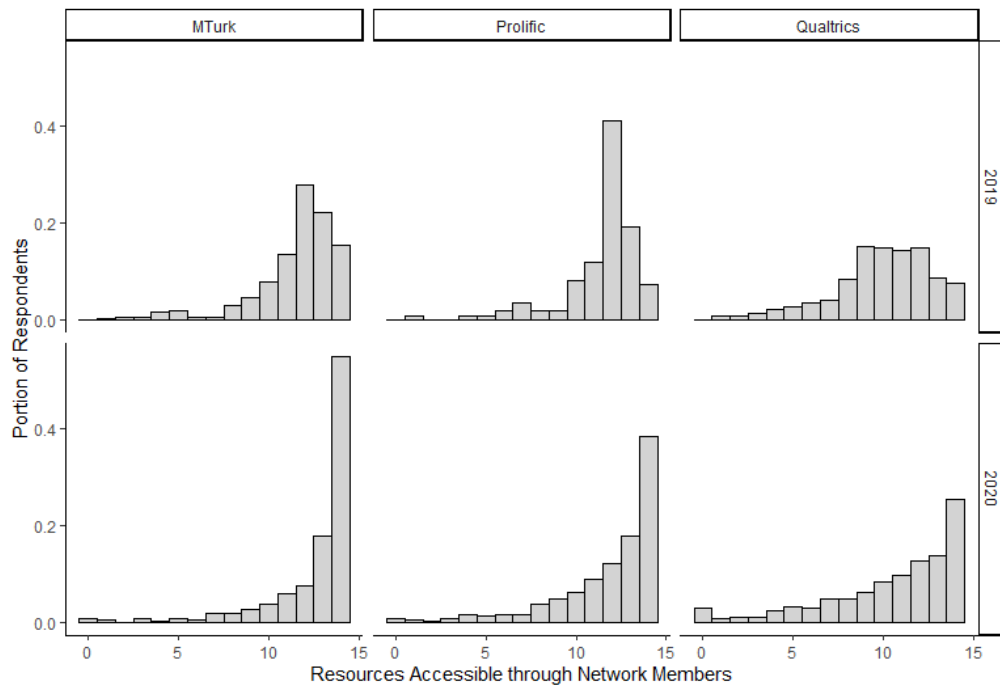 MTurk Prolific Qualtrics
Portion of Respondents
0.4
0.2
0.0
2019
0.4
0.2
0.0
2020
0 5 10 15 0 5 10 15 0 5 10 15
Resources Accessible through Network Members